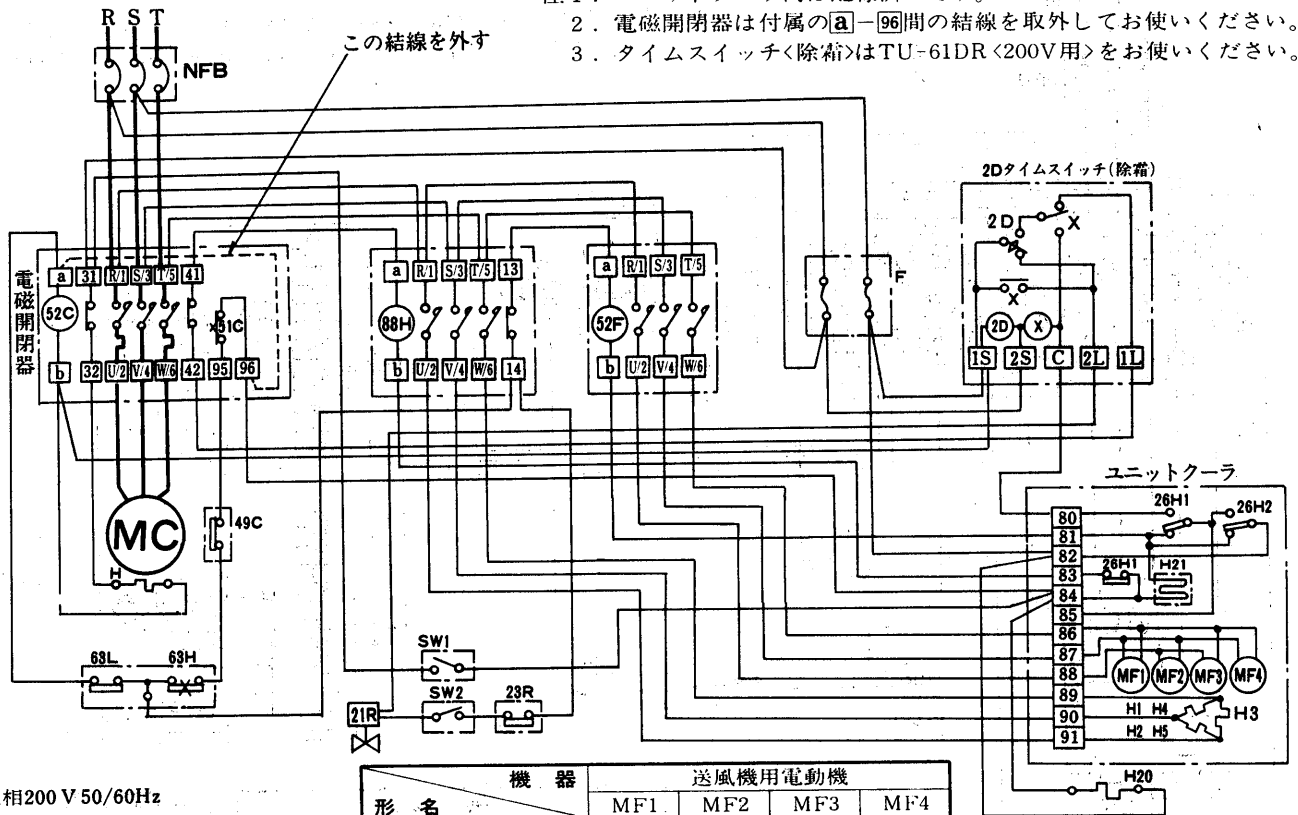 2．電磁開閉器は付属のa－96間の結線を取外してお使いください。
3．タイムスイッチ<除霜>はTU-61DR<200V用>をお使いください。
R S T
この結線を外す
NFB
2Dタイムスイッチ(除霜)
2D
X
X
2D X
1S 2S C 2L 1L
F
電磁開閉器
a 31 R/1 S/3 T/5 41
52C
51C
b 32 U/2 V/4 W/6 42 95 96
a R/1 S/3 T/5 13
88H
b U/2 V/4 W/6 14
a R/1 S/3 T/5
52F
b U/2 V/4 W/6
MC
49C
H
63L 63H
SW1
SW2 23R
21R
ユニットクーラ
80
81
82
83
84
85
86
87
88
89
90
91
26H1 26H2
26H1 H21
MF1 MF2 MF3 MF4
H1 H4
H3
H2 H5
H20
相200V 50/60Hz
機器 送風機用電動機
形名 MF1 MF2 MF3 MF4